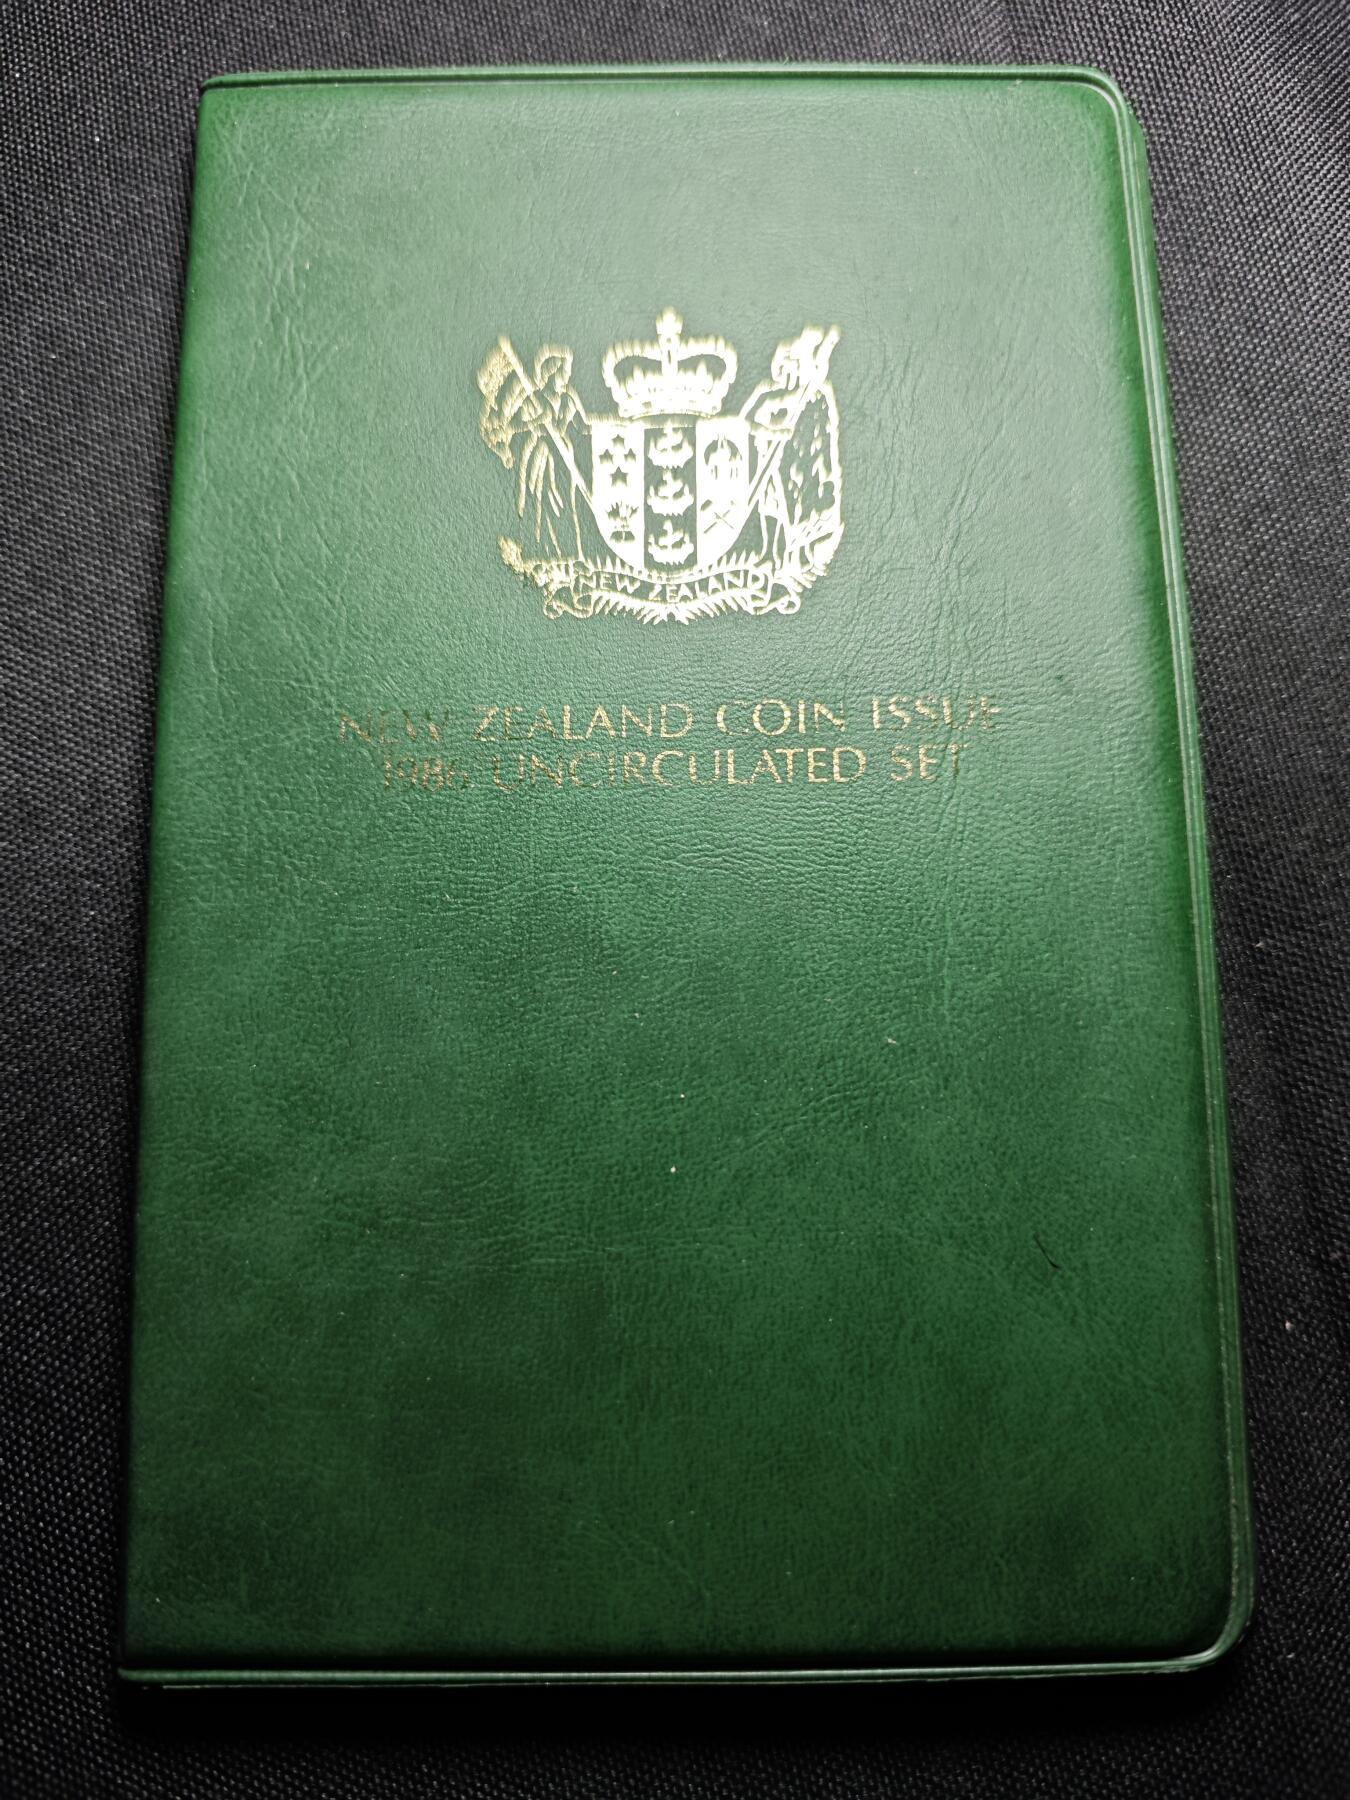 NEW ZEALAND
NEW ZEALAND COIN ISSUE
1986 UNCIRCULATED SET